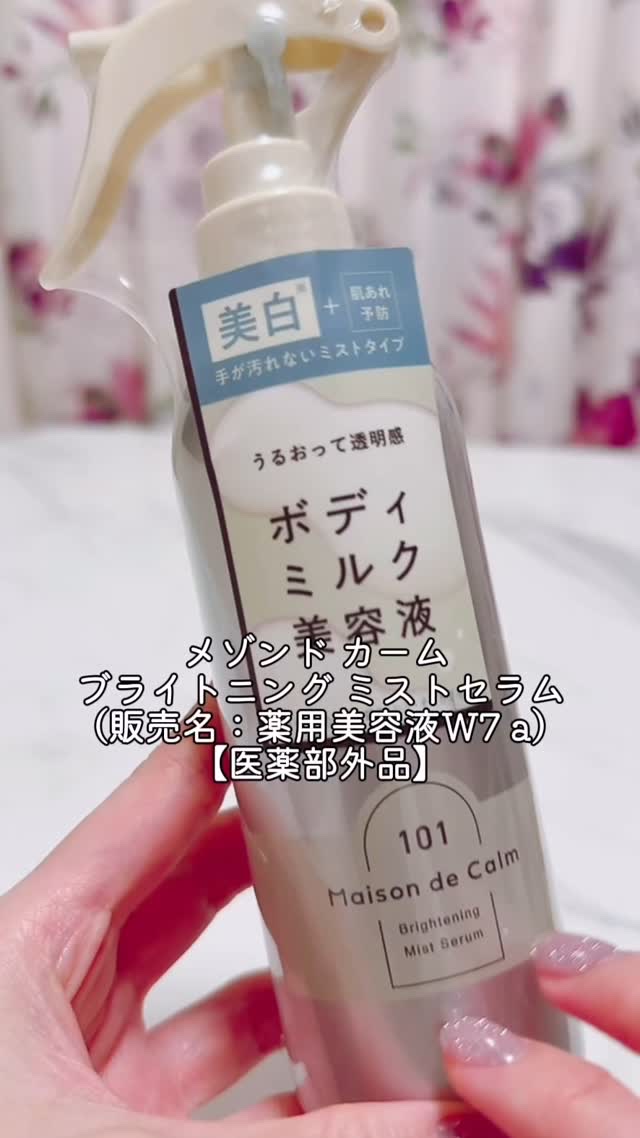 美白※
+
肌あれ
予防
手が汚れないミストタイプ
うるおって透明感
ボディ
ミルク
美容液
メゾンド カーム
ブライトニング ミストセラム
（販売名：薬用美容液W7 a）
【医薬部外品】
101
Maison de Calm
Brightening
Mist Serum